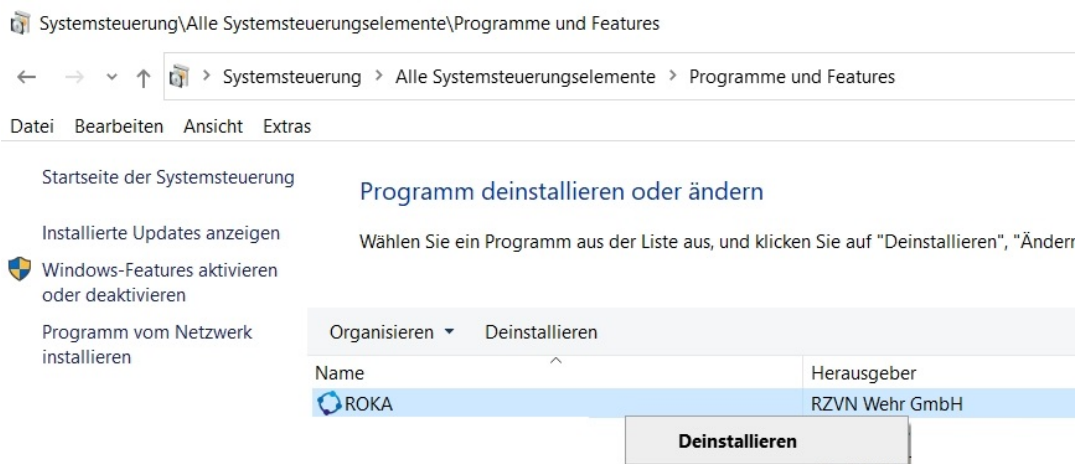 Systemsteuerung\Alle Systemsteuerungselemente\Programme und Features
Systemsteuerung > Alle Systemsteuerungselemente > Programme und Features
Datei Bearbeiten Ansicht Extras
Startseite der Systemsteuerung
Installierte Updates anzeigen
Windows-Features aktivieren
oder deaktivieren
Programm vom Netzwerk
installieren
Programm deinstallieren oder ändern
Wählen Sie ein Programm aus der Liste aus, und klicken Sie auf "Deinstallieren", "Ändern
Organisieren Deinstallieren
Name Herausgeber
ROKA RZVN Wehr GmbH
Deinstallieren